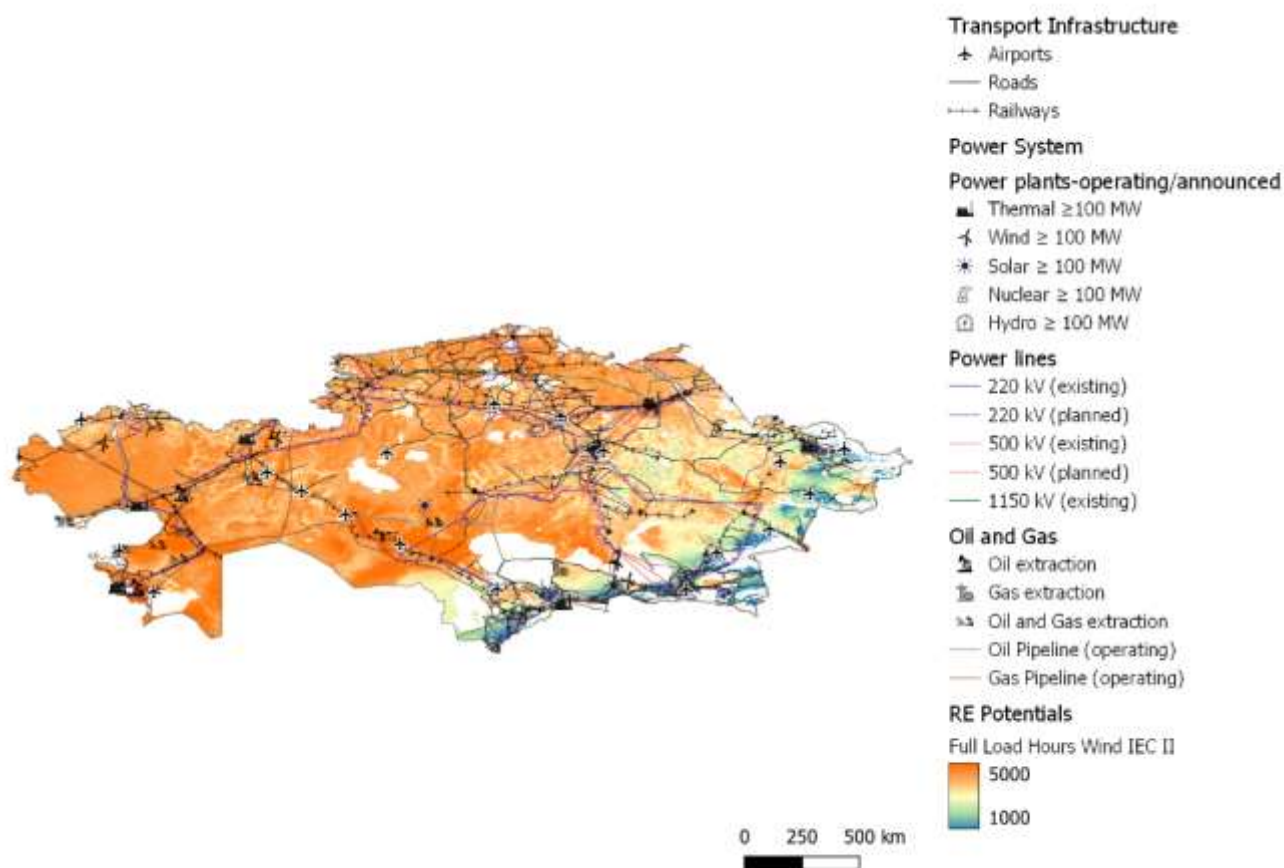 Transport Infrastructure
Airports
Roads
Railways
Power System
Power plants-operating/announced
Thermal ≥100 MW
Wind ≥ 100 MW
Solar ≥ 100 MW
Nuclear ≥ 100 MW
Hydro ≥ 100 MW
Power lines
220 kV (existing)
220 kV (planned)
500 kV (existing)
500 kV (planned)
1150 kV (existing)
Oil and Gas
Oil extraction
Gas extraction
Oil and Gas extraction
Oil Pipeline (operating)
Gas Pipeline (operating)
RE Potentials
Full Load Hours Wind IEC II
5000
1000
0 250 500 km